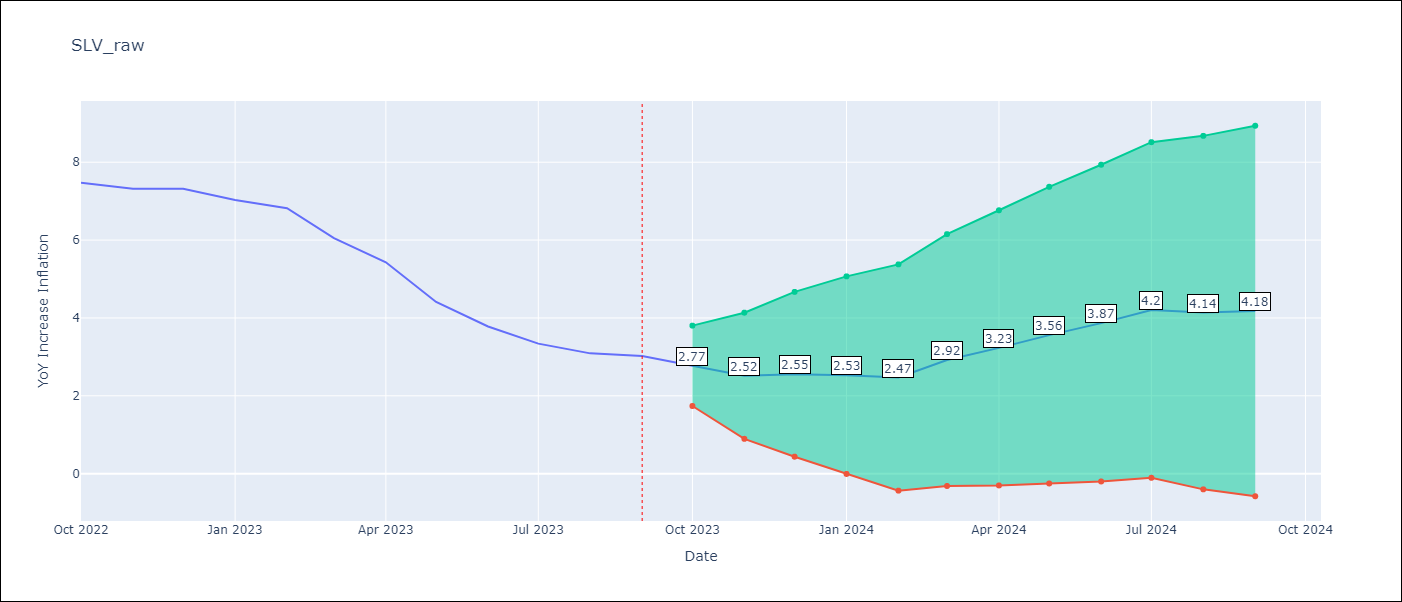 SLV_raw
YoY Increase Inflation
8
6
4
2
0
2.77
2.52
2.55
2.53
2.47
2.92
3.23
3.56
3.87
4.2
4.14
4.18
Oct 2022
Jan 2023
Apr 2023
Jul 2023
Oct 2023
Jan 2024
Apr 2024
Jul 2024
Oct 2024
Date